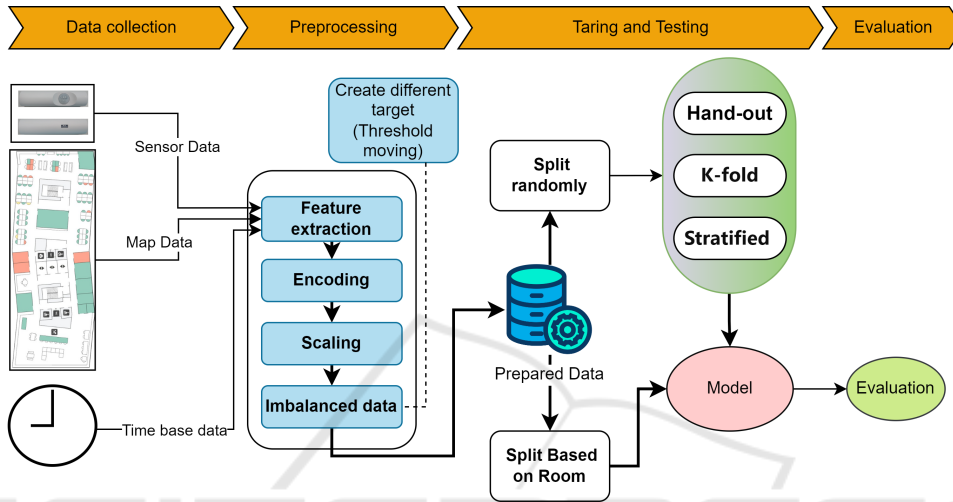 Data collection
Preprocessing
Taring and Testing
Evaluation
Create different
target
(Threshold
moving)
Sensor Data
Map Data
Time base data
Feature
extraction
Encoding
Scaling
Imbalanced data
Split
randomly
Prepared Data
Split Based
on Room
Hand-out
K-fold
Stratified
Model
Evaluation